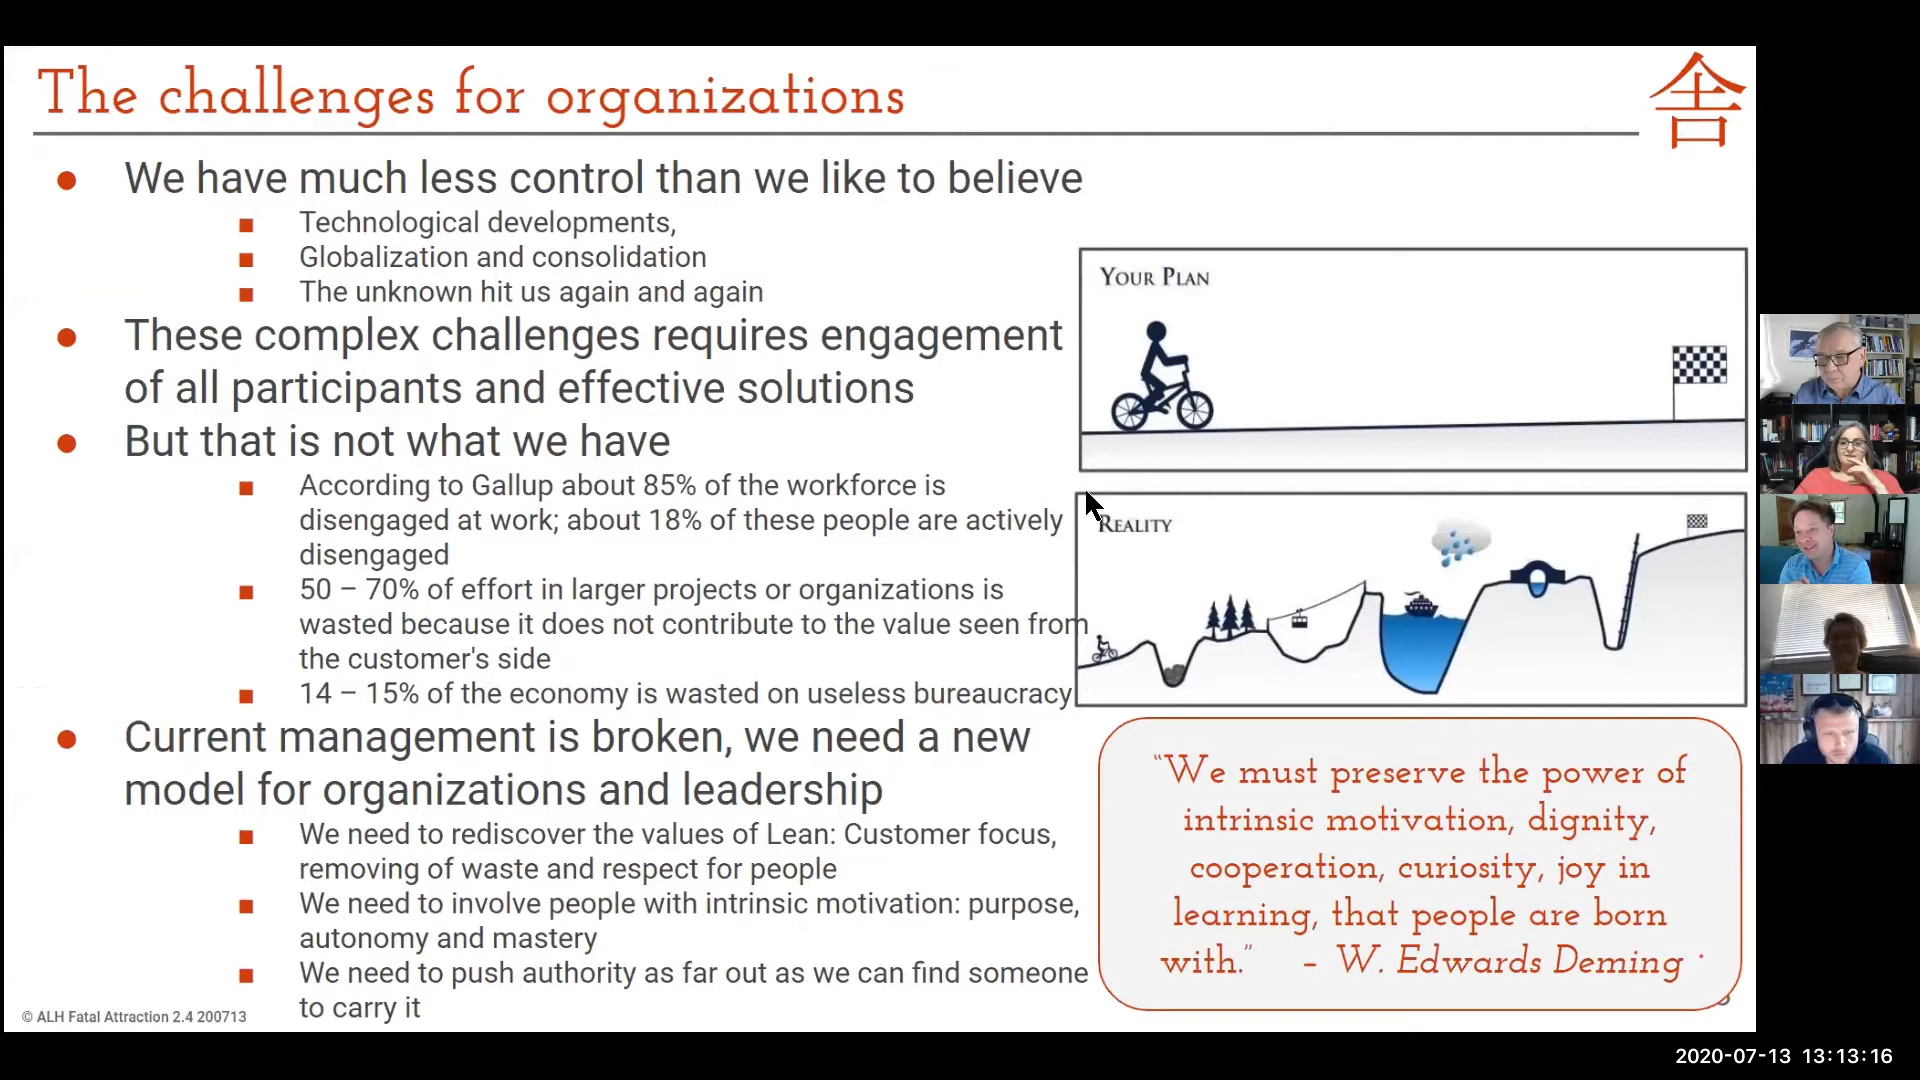 The challenges for organizations
舎
We have much less control than we like to believe
Technological developments,
Globalization and consolidation
The unknown hit us again and again
These complex challenges requires engagement
of all participants and effective solutions
But that is not what we have
According to Gallup about 85% of the workforce is
disengaged at work; about 18% of these people are actively
disengaged
50 – 70% of effort in larger projects or organizations is
wasted because it does not contribute to the value seen from
the customer's side
14 – 15% of the economy is wasted on useless bureaucracy
Current management is broken, we need a new
model for organizations and leadership
We need to rediscover the values of Lean: Customer focus,
removing of waste and respect for people
We need to involve people with intrinsic motivation: purpose,
autonomy and mastery
We need to push authority as far out as we can find someone
to carry it
YOUR PLAN
REALITY
“We must preserve the power of
intrinsic motivation, dignity,
cooperation, curiosity, joy in
learning, that people are born
with.” – W. Edwards Deming
© ALH Fatal Attraction 2.4 200713
2020-07-13 13:13:16